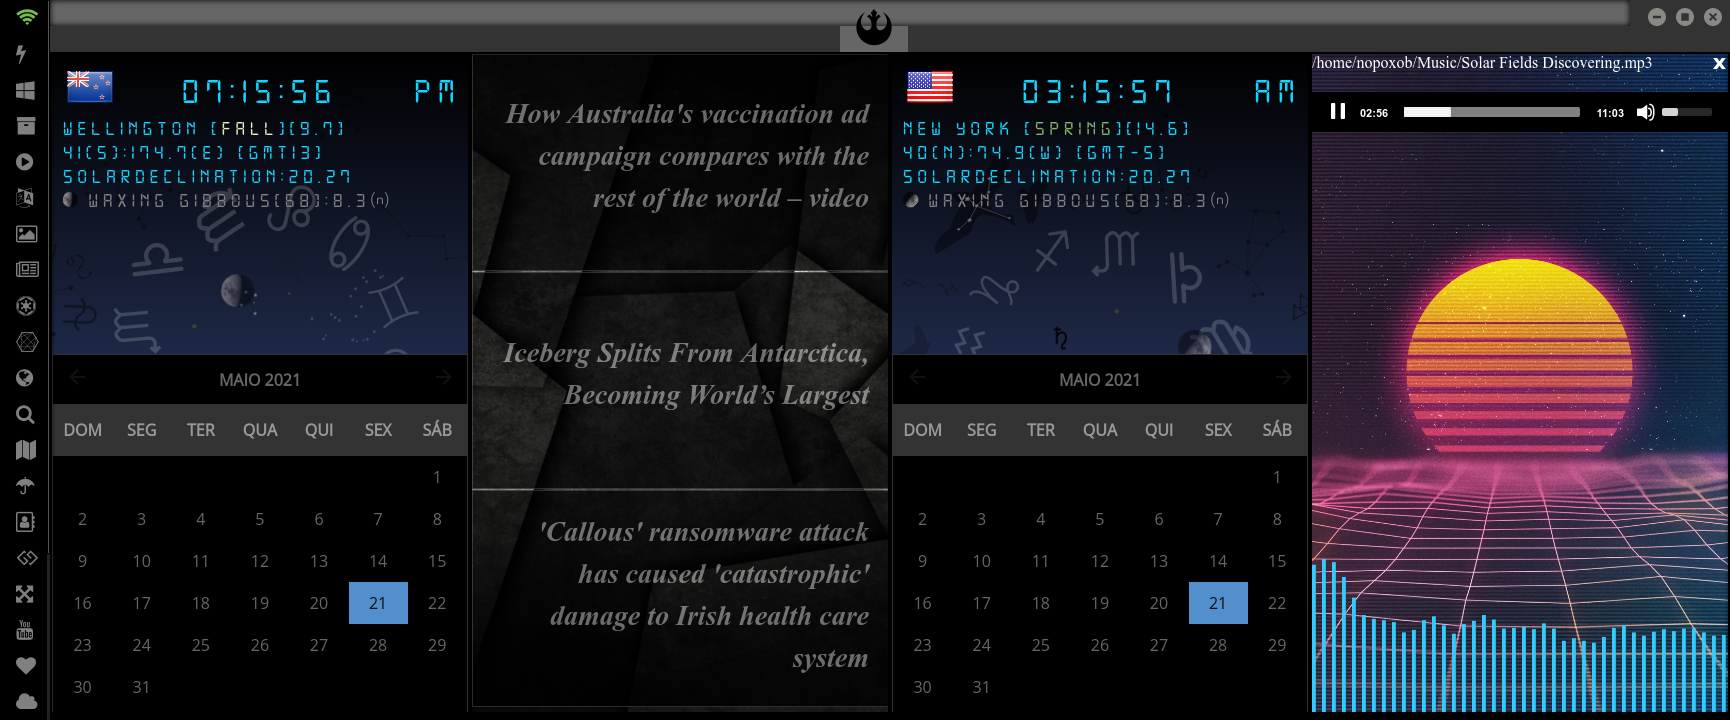 07:15:56 PM
WELLINGTON [FALL][9.7]
41(S):174.7(E) [GMT13]
SOLARDECLINATION:20.27
WAXING GIBBOUS[68]:8.3(n)
MAIO 2021
DOM SEG TER QUA QUI SEX SÁB
1
2 3 4 5 6 7 8
9 10 11 12 13 14 15
16 17 18 19 20 21 22
23 24 25 26 27 28 29
30 31
How Australia's vaccination ad
campaign compares with the
rest of the world – video
Iceberg Splits From Antarctica,
Becoming World’s Largest
'Callous' ransomware attack
has caused 'catastrophic'
damage to Irish health care
system
03:15:57 AM
NEW YORK [SPRING][14.6]
40(N):74.9(W) [GMT-5]
SOLARDECLINATION:20.27
WAXING GIBBOUS[68]:8.3(n)
MAIO 2021
DOM SEG TER QUA QUI SEX SÁB
1
2 3 4 5 6 7 8
9 10 11 12 13 14 15
16 17 18 19 20 21 22
23 24 25 26 27 28 29
30 31
/home/nopoxob/Music/Solar Fields Discovering.mp3 x
02:56 11:03
You
Tube